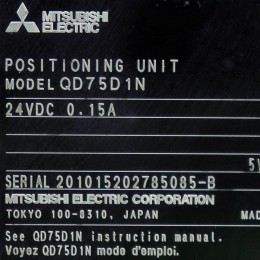 MITSUBISHI
ELECTRIC
POSITIONING UNIT
MODEL QD75D1N
24VDC 0.15A
5V
SERIAL 201015202785085-B
MITSUBISHI ELECTRIC CORPORATION
TOKYO 100-8310, JAPAN MAD
See QD75D1N instruction manual.
Voyez QD75D1N mode d'emploi.